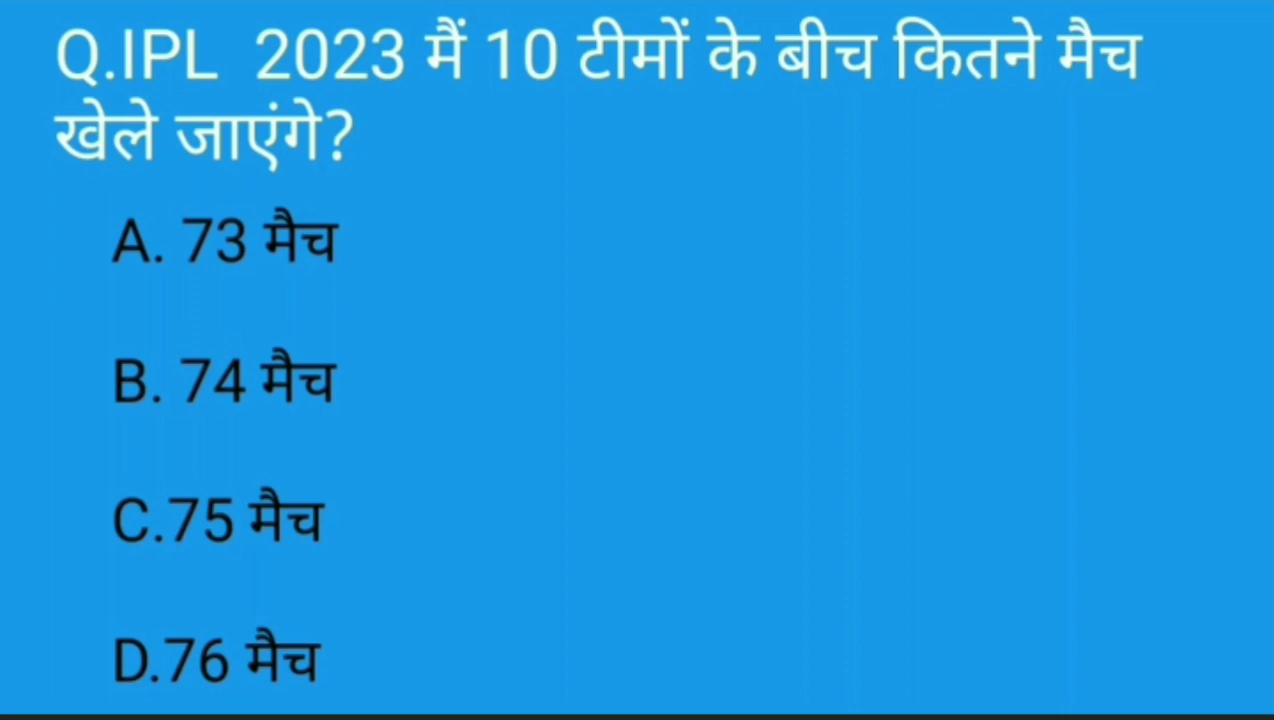 Q.IPL 2023 मैं 10 टीमों के बीच कितने मैच
खेले जाएंगे?
A. 73 मैच
B. 74 मैच
C.75 मैच
D.76 मैच